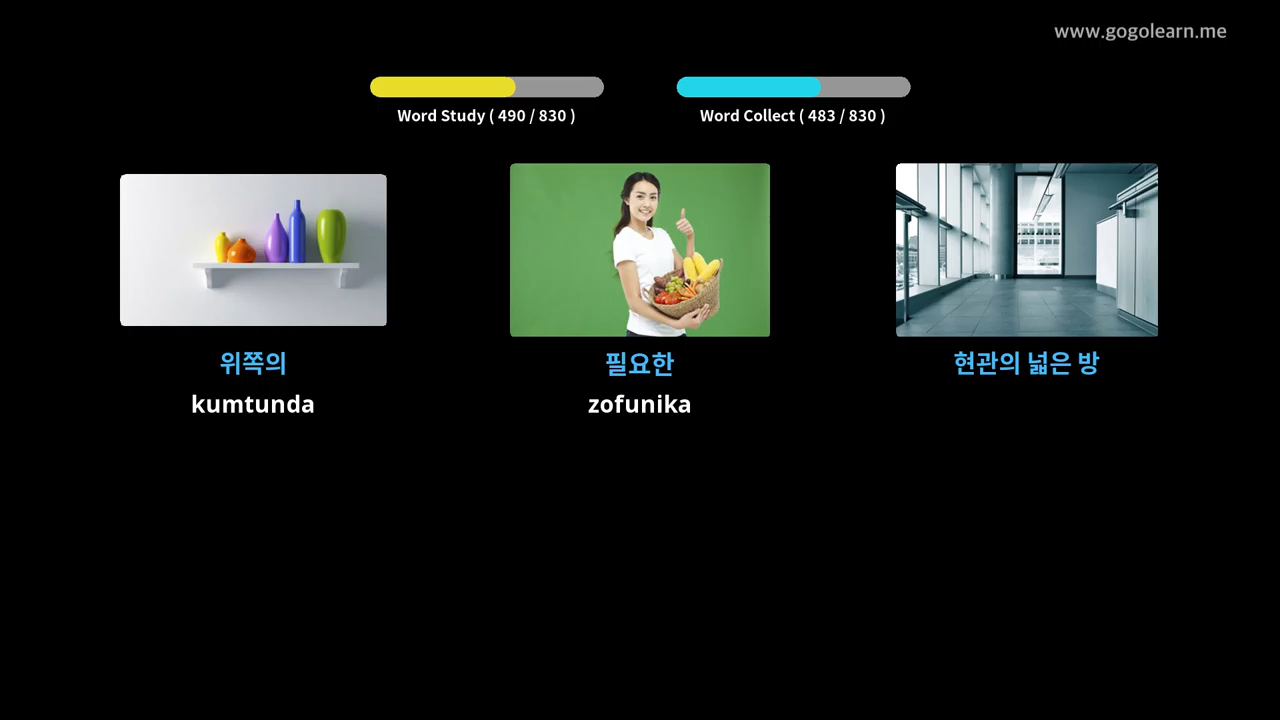 www.gogolearn.me
Word Study ( 490 / 830 )
Word Collect ( 483 / 830 )
위쪽의
kumtunda
필요한
zofunika
현관의 넓은 방